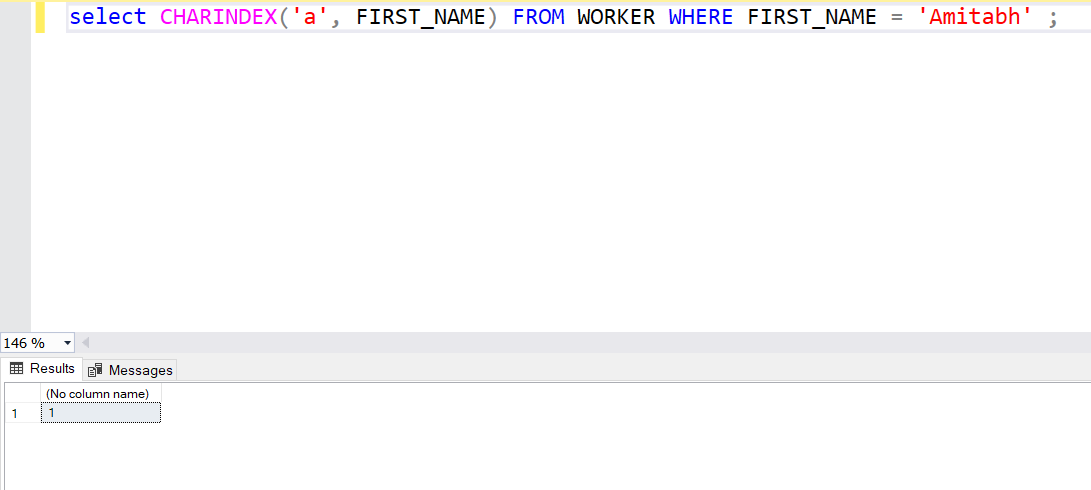 select CHARINDEX('a', FIRST_NAME) FROM WORKER WHERE FIRST_NAME = 'Amitabh' ;
146 %
Results Messages
(No column name)
1 1